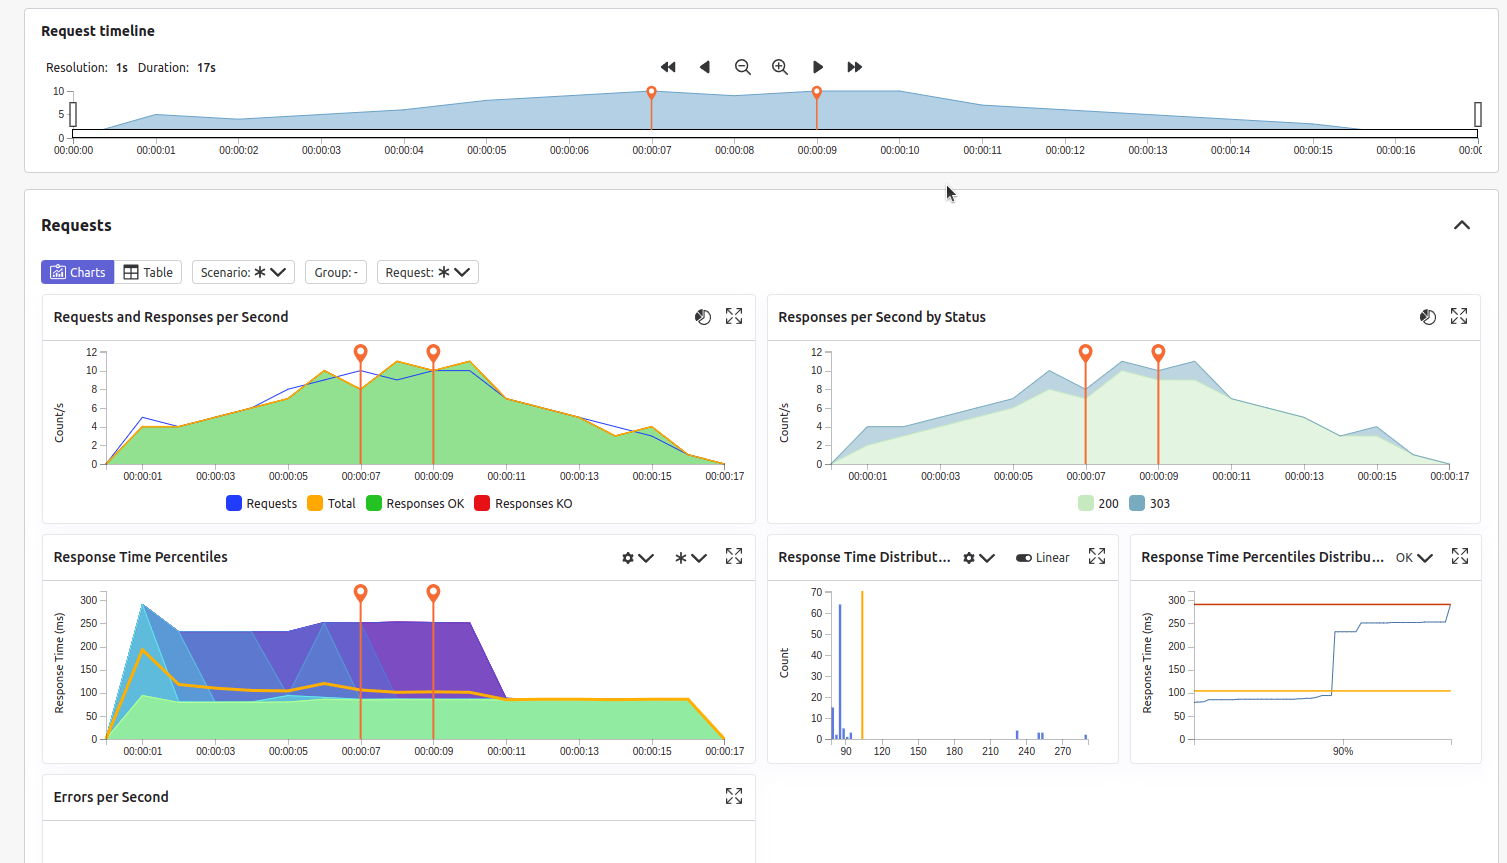 Request timeline
Resolution: 1s Duration: 17s
10
5
0
00:00:00 00:00:01 00:00:02 00:00:03 00:00:04 00:00:05 00:00:06 00:00:07 00:00:08 00:00:09 00:00:10 00:00:11 00:00:12 00:00:13 00:00:14 00:00:15 00:00:16 00:00
Requests
Charts Table Scenario: * Group: - Request: *
Requests and Responses per Second
Count/s
12
10
8
6
4
2
0
00:00:01 00:00:03 00:00:05 00:00:07 00:00:09 00:00:11 00:00:13 00:00:15 00:00:17
Requests Total Responses OK Responses KO
Responses per Second by Status
Count/s
12
10
8
6
4
2
0
00:00:01 00:00:03 00:00:05 00:00:07 00:00:09 00:00:11 00:00:13 00:00:15 00:00:17
200 303
Response Time Percentiles *
Response Time (ms)
300
250
200
150
100
50
0
00:00:01 00:00:03 00:00:05 00:00:07 00:00:09 00:00:11 00:00:13 00:00:15 00:00:17
Response Time Distribut... Linear
Count
70
60
50
40
30
20
10
0
90 120 150 180 210 240 270
Response Time Percentiles Distribu... OK
Response Time (ms)
300
250
200
150
100
50
0
90%
Errors per Second